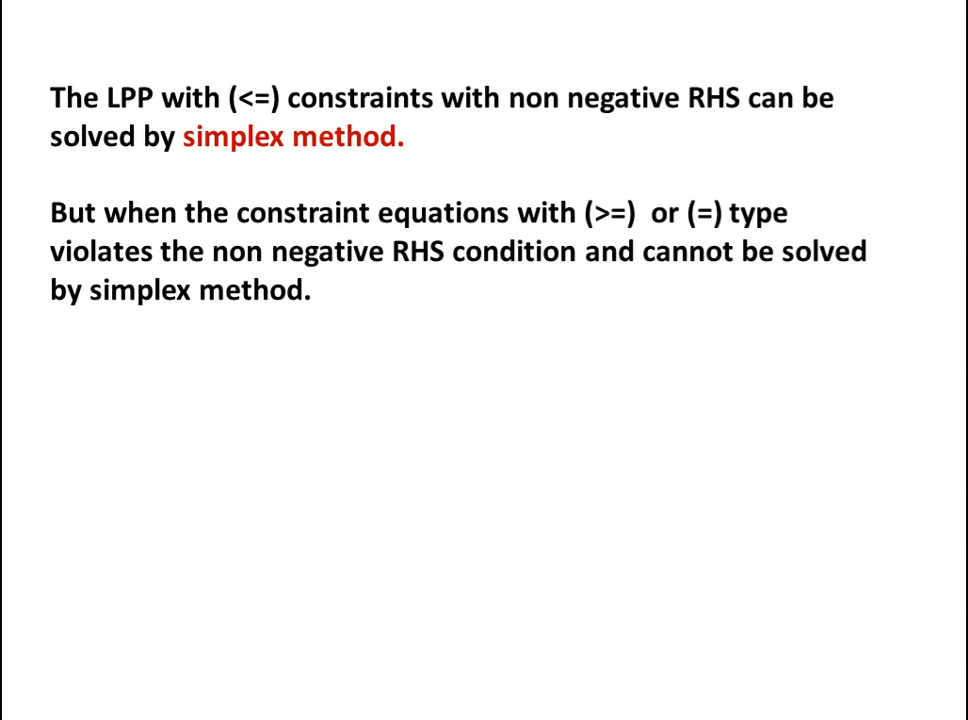 The LPP with (<=) constraints with non negative RHS can be
solved by simplex method.
But when the constraint equations with (>=) or (=) type
violates the non negative RHS condition and cannot be solved
by simplex method.